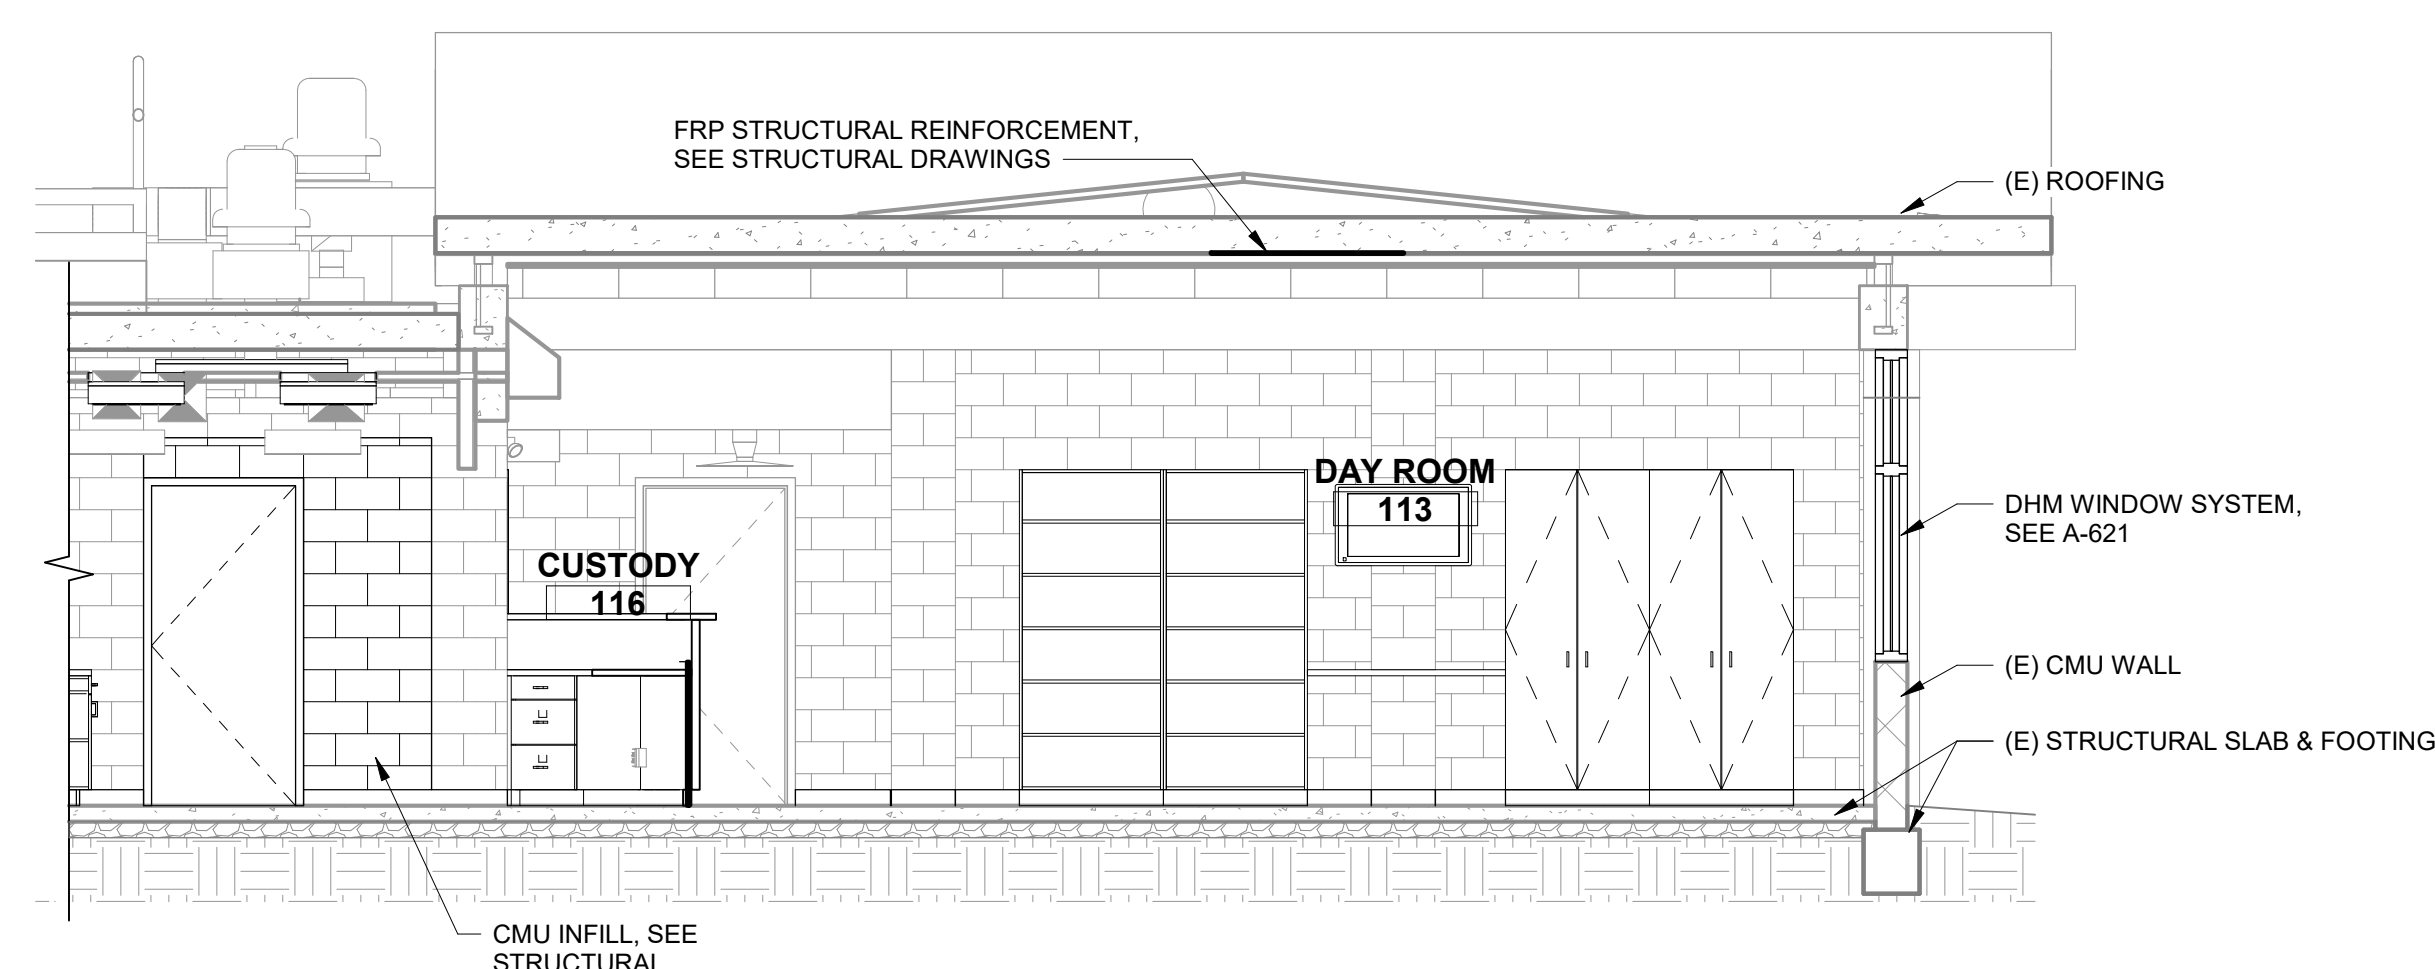 FRP STRUCTURAL REINFORCEMENT,
SEE STRUCTURAL DRAWINGS
(E) ROOFING
DAY ROOM
113
DHM WINDOW SYSTEM,
SEE A-621
CUSTODY
116
(E) CMU WALL
(E) STRUCTURAL SLAB & FOOTING
CMU INFILL, SEE
STRUCTURAL